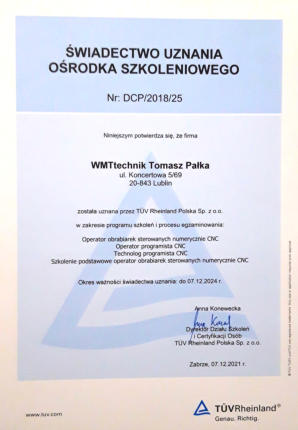 ŚWIADECTWO UZNANIA
OŚRODKA SZKOLENIOWEGO
Nr: DCP/2018/25
Niniejszym potwierdza się, że firma
WMTtechnik Tomasz Pałka
ul. Koncertowa 5/69
20-843 Lublin
została uznana przez TÜV Rheinland Polska Sp. z o.o.
w zakresie programu szkoleń i procesu egzaminowania:
Operator obrabiarek sterowanych numerycznie CNC
Operator programista CNC
Technolog programista CNC
Szkolenie podstawowe operator obrabiarek sterowanych numerycznie CNC
Okres ważności świadectwa uznania: do 07.12.2024 r.
Anna Konewecka
Dyrektor Działu Szkoleń
i Certyfikacji Osób
TÜV Rheinland Polska Sp. z o.o.
Zabrze, 07.12.2021 r.
www.tuv.com
TÜVRheinland®
Genau. Richtig.